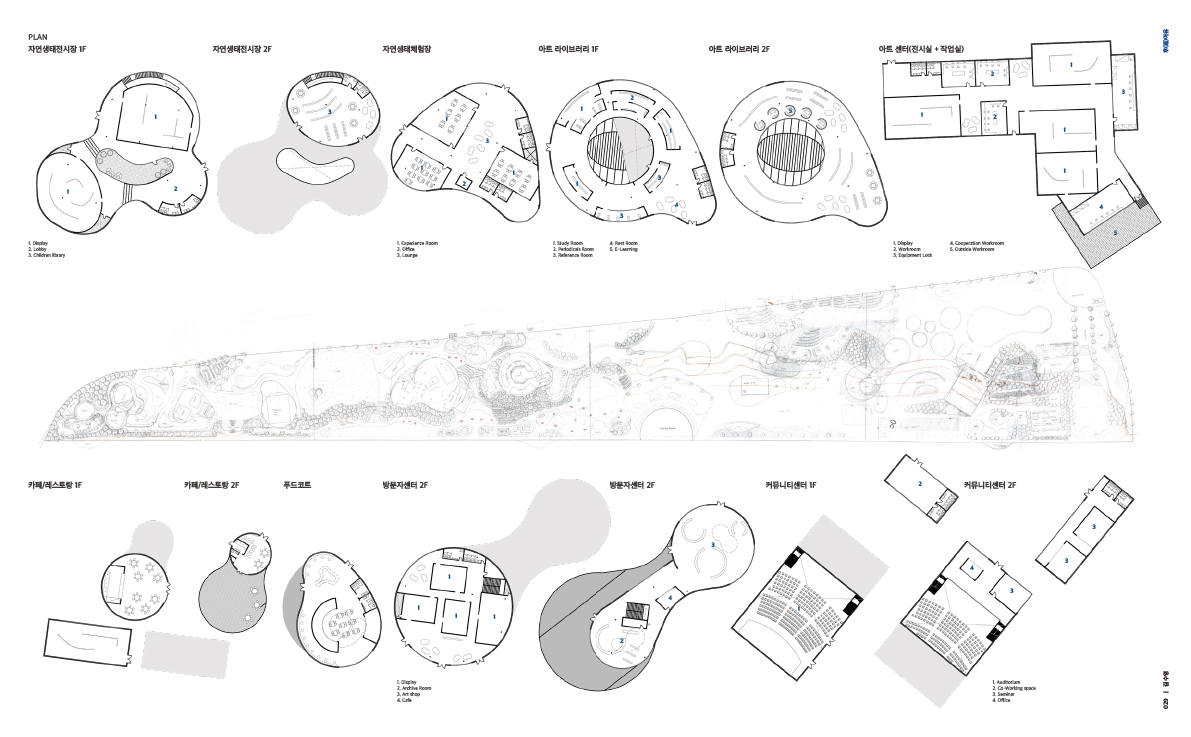 PLAN
자연생태전시장 1F
자연생태전시장 2F
자연생태체험장
아트 라이브러리 1F
아트 라이브러리 2F
아트 센터(전시실 + 작업실)
1. Display
2. Lobby
3. Children library
1. Experience Room
2. Office
3. Lounge
1. Study Room
2. Periodicals Room
3. Reference Room
4. Rest Room
5. E-Learning
1. Display
2. Workroom
3. Equipment Lock
4. Cooperation Workroom
5. Outside Workroom
카페/레스토랑 1F
카페/레스토랑 2F
푸드코트
방문자센터 2F
방문자센터 2F
커뮤니티센터 1F
커뮤니티센터 2F
1. Display
2. Archive Room
3. Art shop
4. Cafe
1. Auditorium
2. Co-Working space
3. Seminar
4. Office
029